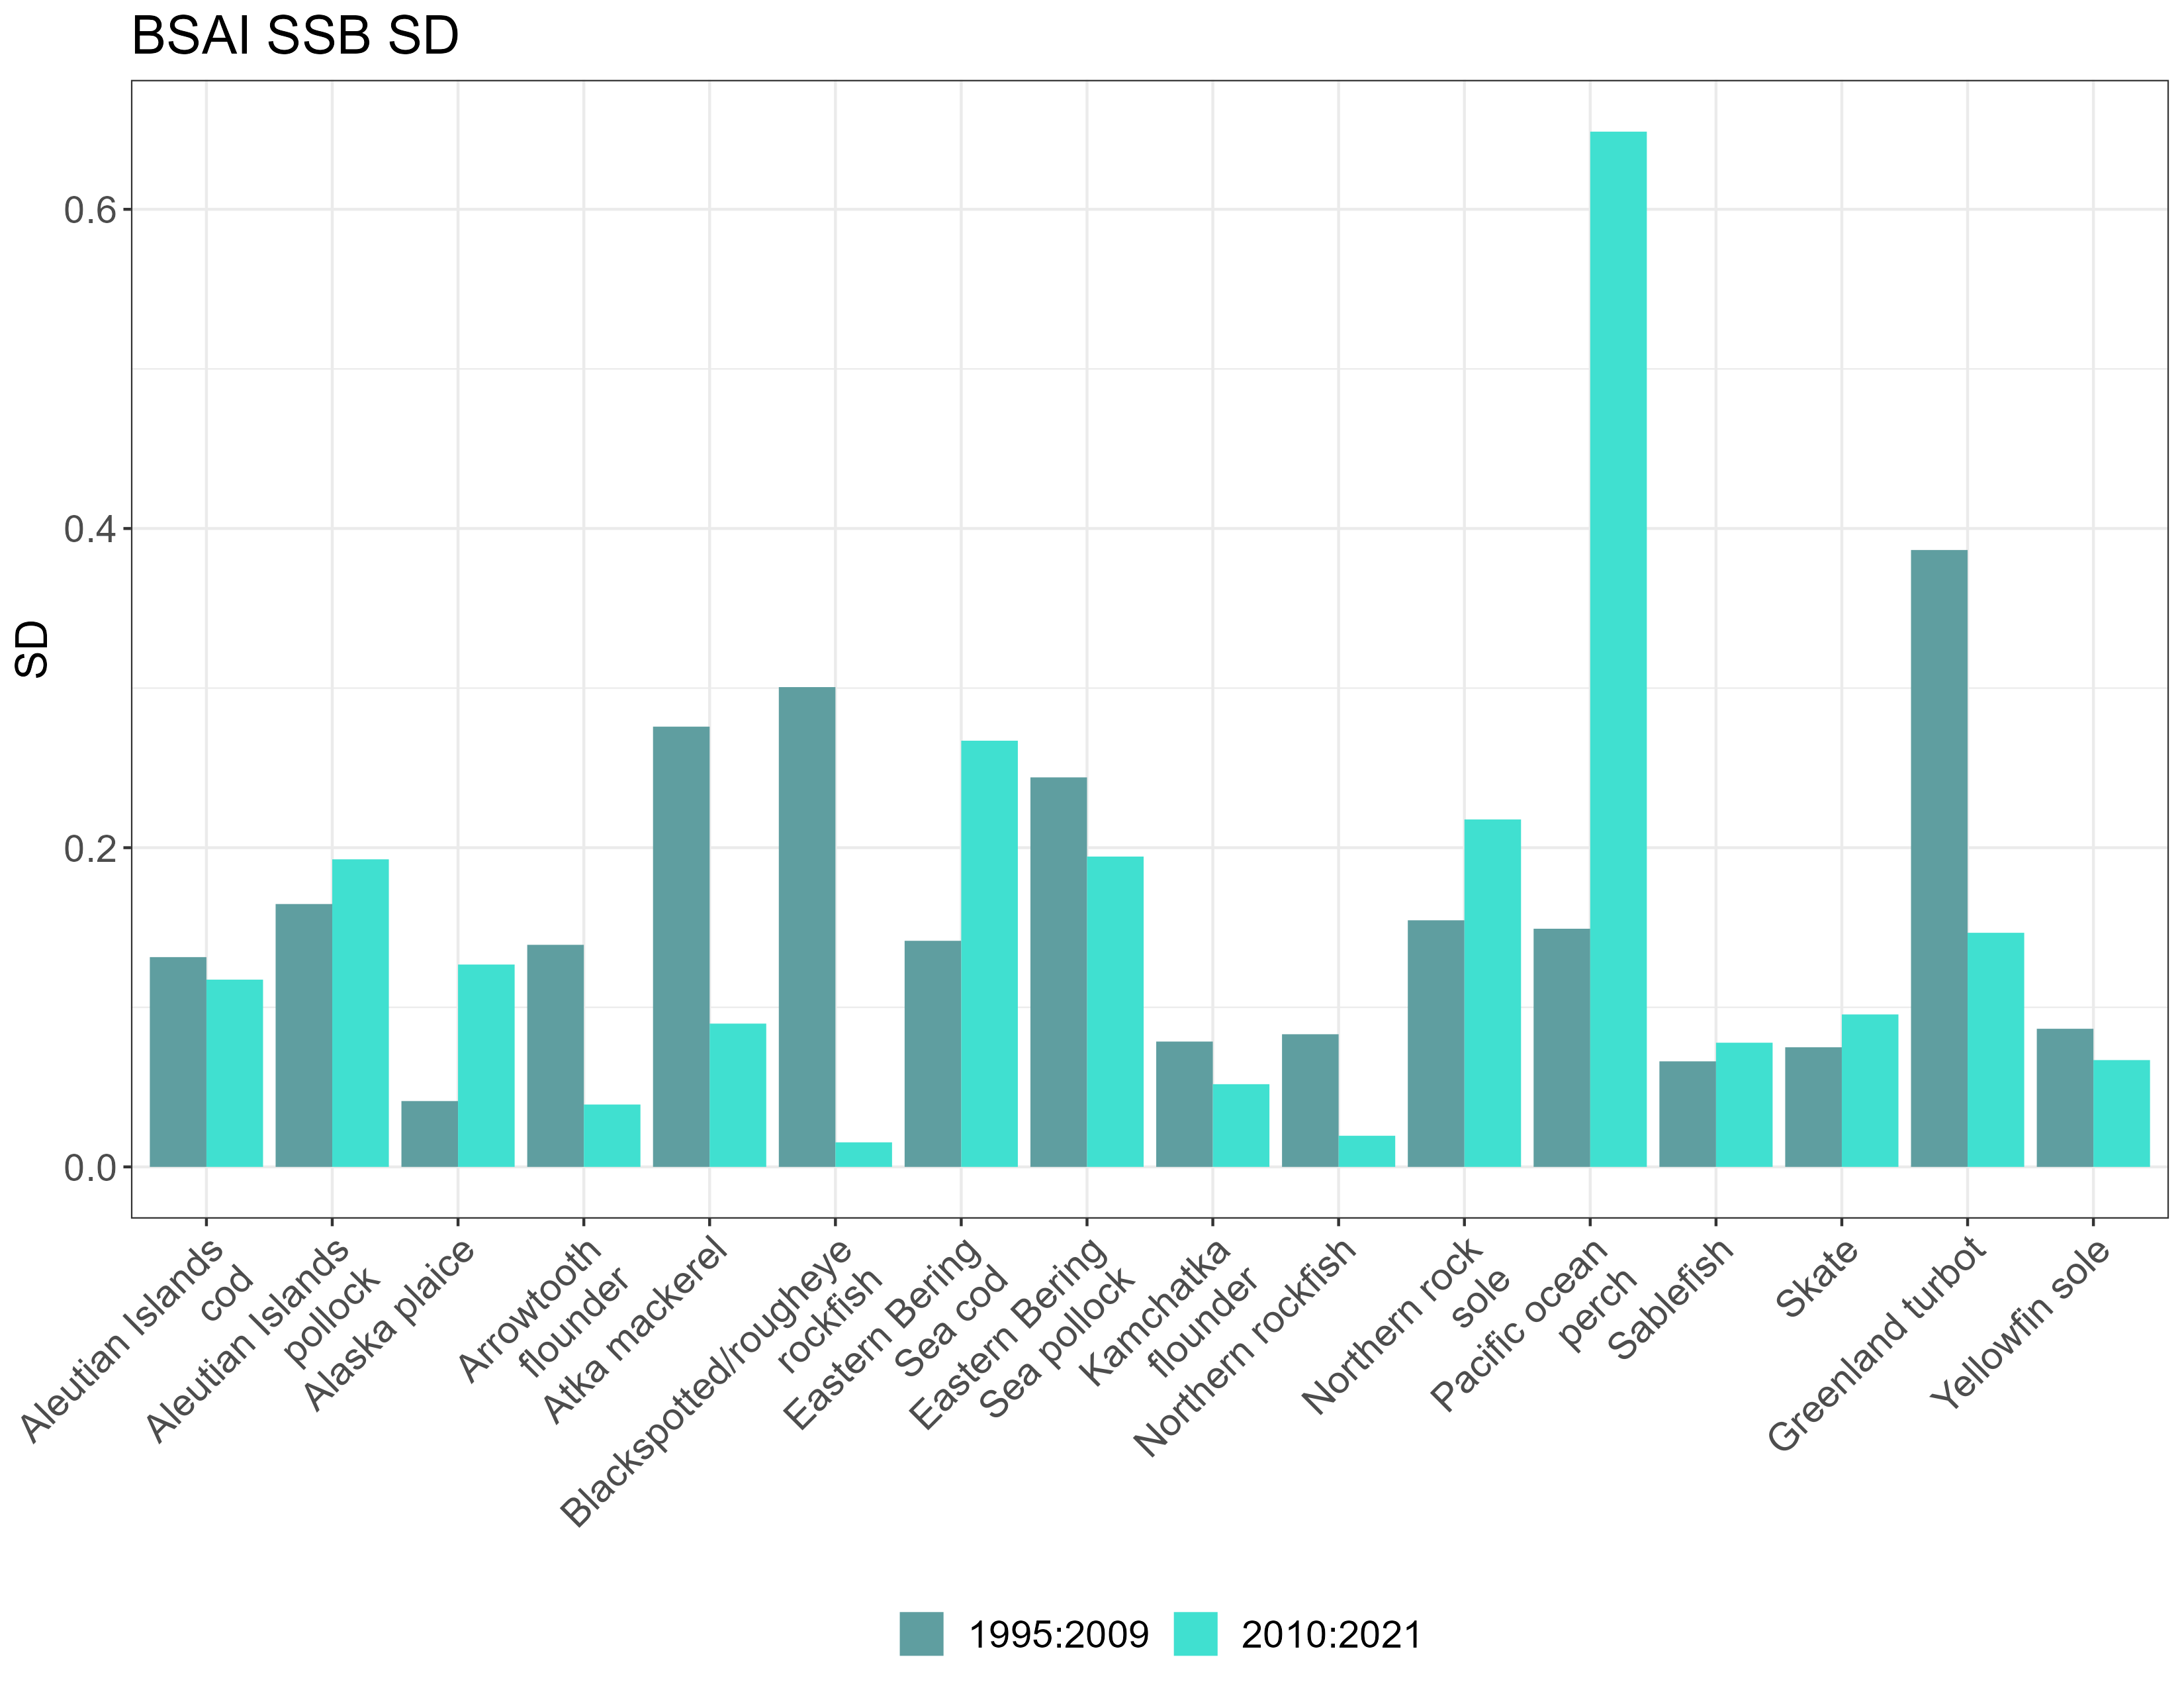 BSAI SSB SD
SD
0.6
0.4
0.2
0.0
Aleutian Islands
cod
Aleutian Islands
pollock
Alaska plaice
Arrowtooth
flounder
Atka mackerel
Blackspotted/rougheye
rockfish
Eastern Bering
Sea cod
Eastern Bering
Sea pollock
Kamchatka
flounder
Northern rockfish
Northern rock
sole
Pacific ocean
perch
Sablefish
Skate
Greenland turbot
Yellowfin sole
1995:2009
2010:2021